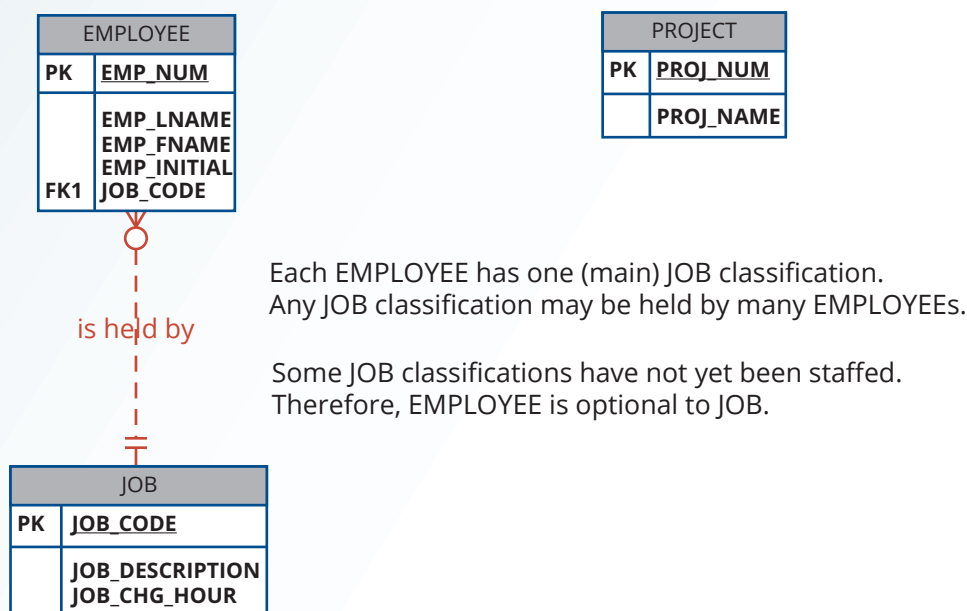 EMPLOYEE
PK EMP_NUM
EMP_LNAME
EMP_FNAME
EMP_INITIAL
FK1 JOB_CODE
PROJECT
PK PROJ_NUM
PROJ_NAME
Each EMPLOYEE has one (main) JOB classification.
Any JOB classification may be held by many EMPLOYEEs.
is held by
Some JOB classifications have not yet been staffed.
Therefore, EMPLOYEE is optional to JOB.
JOB
PK JOB_CODE
JOB_DESCRIPTION
JOB_CHG_HOUR